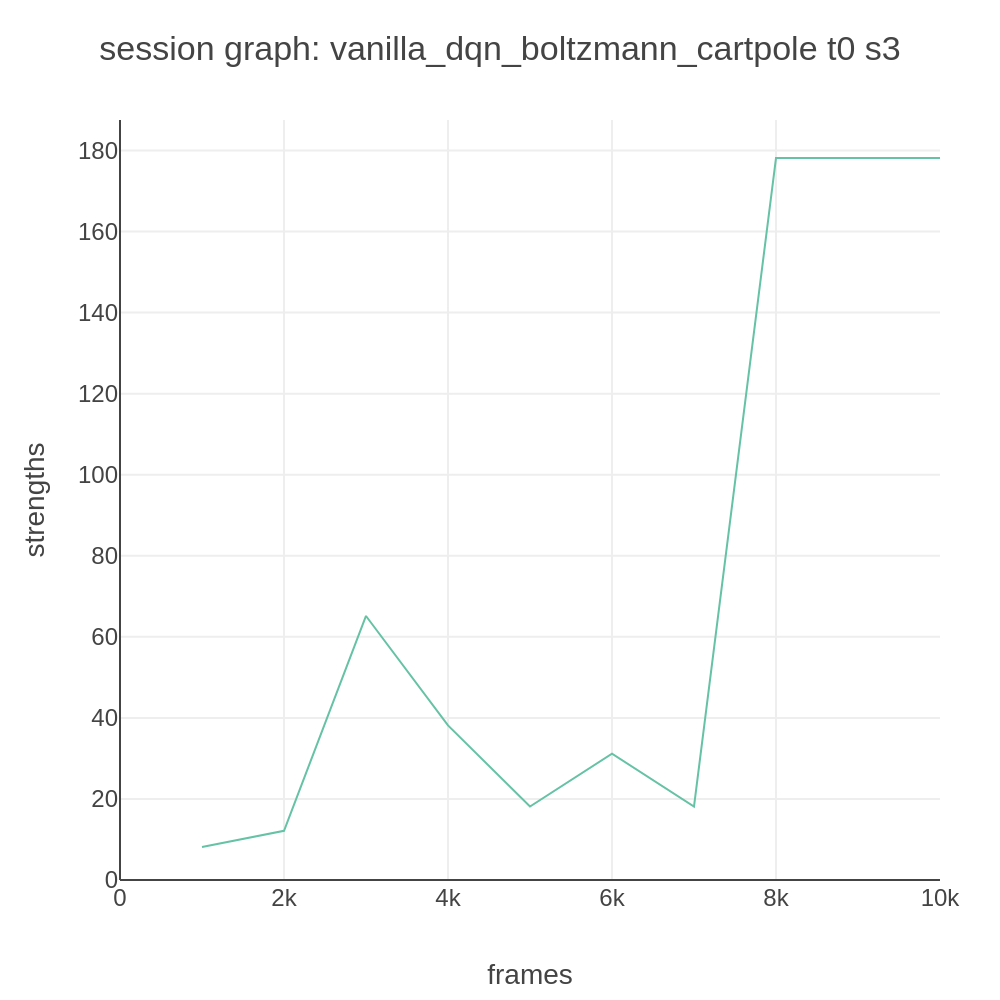 session graph: vanilla_dqn_boltzmann_cartpole t0 s3
180
160
140
120
100
80
60
40
20
0
strengths
0 2k 4k 6k 8k 10k
frames